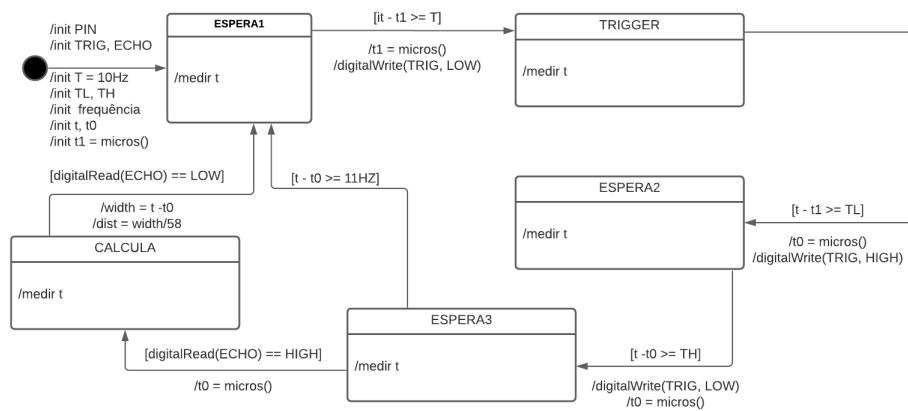 /init PIN
/init TRIG, ECHO
/init T = 10Hz
/init TL, TH
/init frequência
/init t, t0
/init t1 = micros()
ESPERA1
/medir t
[it - t1 >= T]
/t1 = micros()
/digitalWrite(TRIG, LOW)
TRIGGER
/medir t
[t - t1 >= TL]
/t0 = micros()
/digitalWrite(TRIG, HIGH)
ESPERA2
/medir t
[t -t0 >= TH]
/digitalWrite(TRIG, LOW)
/t0 = micros()
ESPERA3
/medir t
[t - t0 >= 11HZ]
[digitalRead(ECHO) == HIGH]
/t0 = micros()
CALCULA
/medir t
[digitalRead(ECHO) == LOW]
/width = t -t0
/dist = width/58